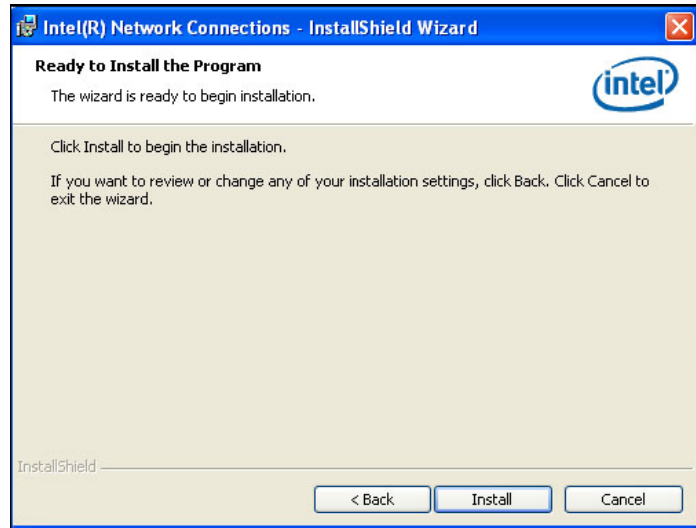 Intel(R) Network Connections - InstallShield Wizard
Ready to Install the Program
The wizard is ready to begin installation.
intel
Click Install to begin the installation.
If you want to review or change any of your installation settings, click Back. Click Cancel to
exit the wizard.
InstallShield
< Back
Install
Cancel